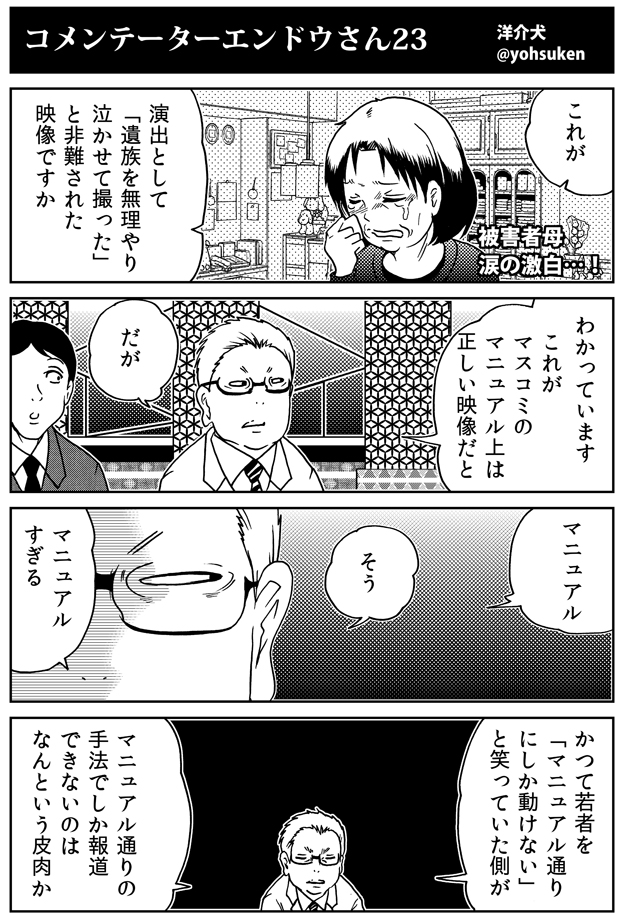 コメンテーターエンドウさん23
洋介犬
@yohsuken
これが
被害者母
涙の激白…！
演出として
「遺族を無理やり
泣かせて撮った」
と非難された
映像ですか
わかっています
これが
マスコミの
マニュアル上は
正しい映像だと
だが
マニュアル
そう
マニュアル
すぎる
かつて若者を
「マニュアル通り
にしか動けない」
と笑っていた側が
マニュアル通りの
手法でしか報道
できないのは
なんという皮肉か